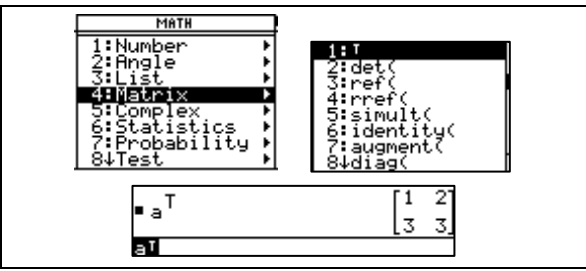 MATH
1:Number ▶
2:Angle ▶
3:List ▶
4:Matrix ▶
5:Complex ▶
6:Statistics ▶
7:Probability ▶
8↓Test ▶
1:ᵀ
2:det(
3:ref(
4:rref(
5:simult(
6:identity(
7:augment(
8↓diag(
▪ aᵀ [1 2]
[3 3]
aᵀ